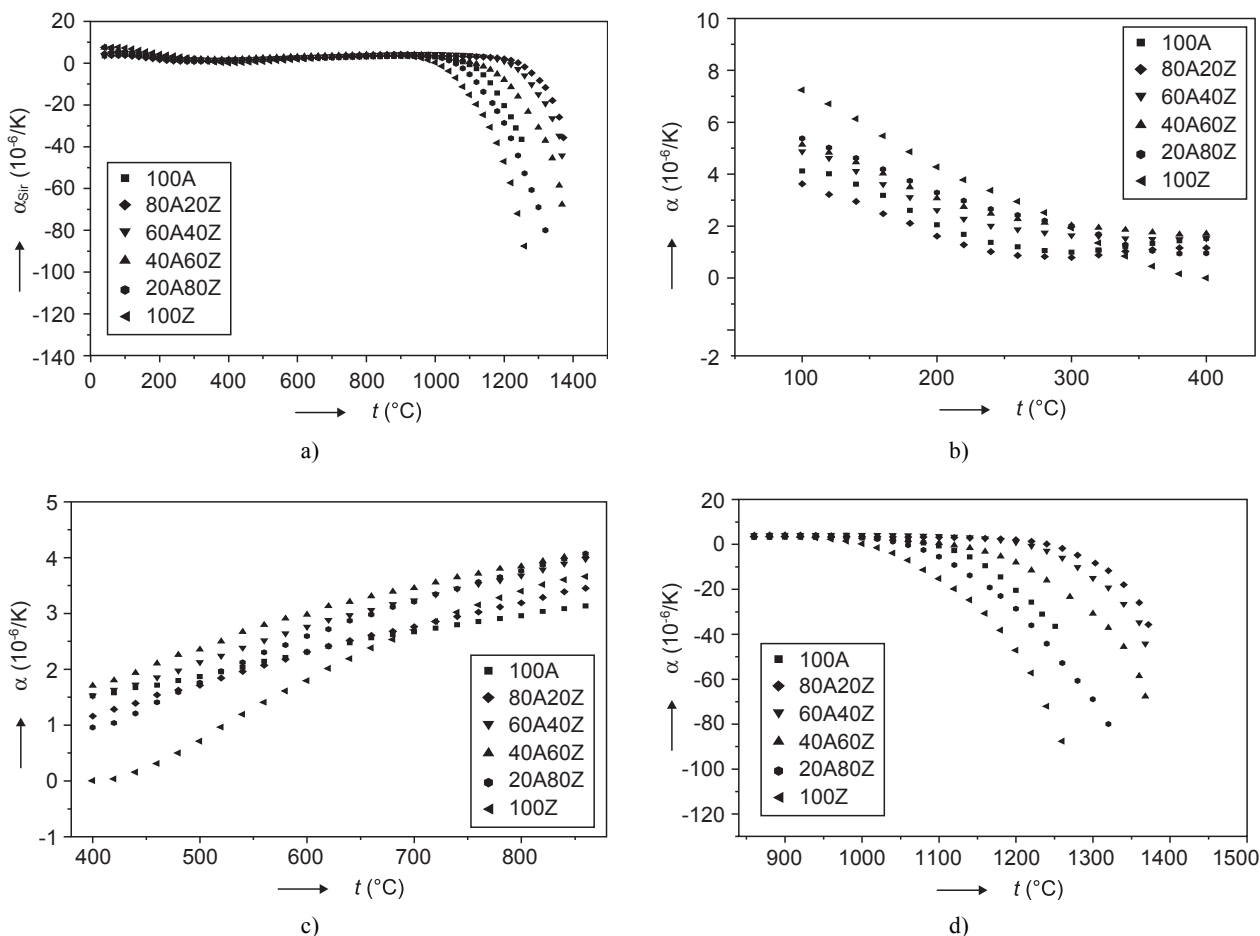 20
0
-20
-40
-60
-80
-100
-120
-140
αSir (10-6/K)
100A
80A20Z
60A40Z
40A60Z
20A80Z
100Z
0 200 400 600 800 1000 1200 1400
t (°C)
a)
10
8
6
4
2
0
-2
α (10-6/K)
100A
80A20Z
60A40Z
40A60Z
20A80Z
100Z
100 200 300 400
t (°C)
b)
5
4
3
2
1
0
-1
α (10-6/K)
100A
80A20Z
60A40Z
40A60Z
20A80Z
100Z
400 500 600 700 800
t (°C)
c)
20
0
-20
-40
-60
-80
-100
-120
α (10-6/K)
100A
80A20Z
60A40Z
40A60Z
20A80Z
100Z
900 1000 1100 1200 1300 1400 1500
t (°C)
d)